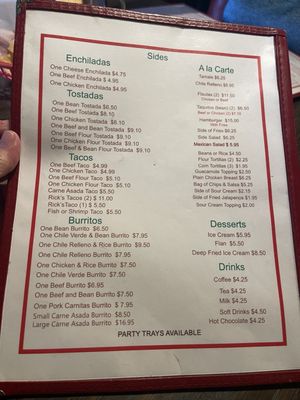 Sides
Enchiladas
One Cheese Enchilada $4.75
One Beef Enchilada $ 4.95
One Chicken Enchilada $4.95
Tostadas
One Bean Tostada $6.50
One Beef Tostada $8.10
One Chicken Tostada $8.10
One Beef and Bean Tostada $9.10
One Beef Flour Tostada $9.10
One Chicken Flour Tostada $9.10
One Beef & Bean Flour Tostada $9.10
Tacos
One Beef Taco $4.99
One Chicken Taco $4.99
One Beef Flour Taco $5.10
One Chicken Flour Taco $5.10
Carne Asada Taco $5.50
Rick's Tacos (2) $ 11.00
Rick'sTaco (1) $ 5.50
Fish or Shrimp Taco $5.50
Burritos
One Bean Burrito $6.50
One Chile Verde & Bean Burrito $7.95
One Chile Relleno & Rice Burrito $9.50
One Chile Relleno Burrito $7.95
One Chicken & Rice Burrito $7.50
One Chile Verde Burrito $7.50
One Beef Burrito $6.95
One Beef and Bean Burrito $7.50
One Pork Carnitas Burrito $ 7.95
Small Carne Asada Burrito $8.50
Large Carne Asada Burrito $16.95
A la Carte
Tamale $6.25
Chile Relleno $8.95
Flautas (2) $11.50
Chicken or Beef
Taquitos (bean) (2) $6.50
Beef or Chicken (2) $7.10
Hamburger $15.00
With Fries
Side of Fries $6.25
Side Salad $6.25
Mexican Salad $ 5.95
Beans or Rice $4.50
Flour Tortillas (2) $2.25
Corn Tortillas (3) $1.95
Guacamole Topping $2.50
Plain Chicken Breast $6.25
Bag of Chips & Salsa $5.25
Side of Sour Cream $2.15
Side of Fried Jalapenos $1.95
Sour Cream Topping $2.00
Desserts
Ice Cream $5.95
Flan $5.50
Deep Fried Ice Cream $8.50
Drinks
Coffee $4.25
Tea $4.25
Milk $4.25
Soft Drinks $4.50
Hot Chocolate $4.25
PARTY TRAYS AVAILABLE